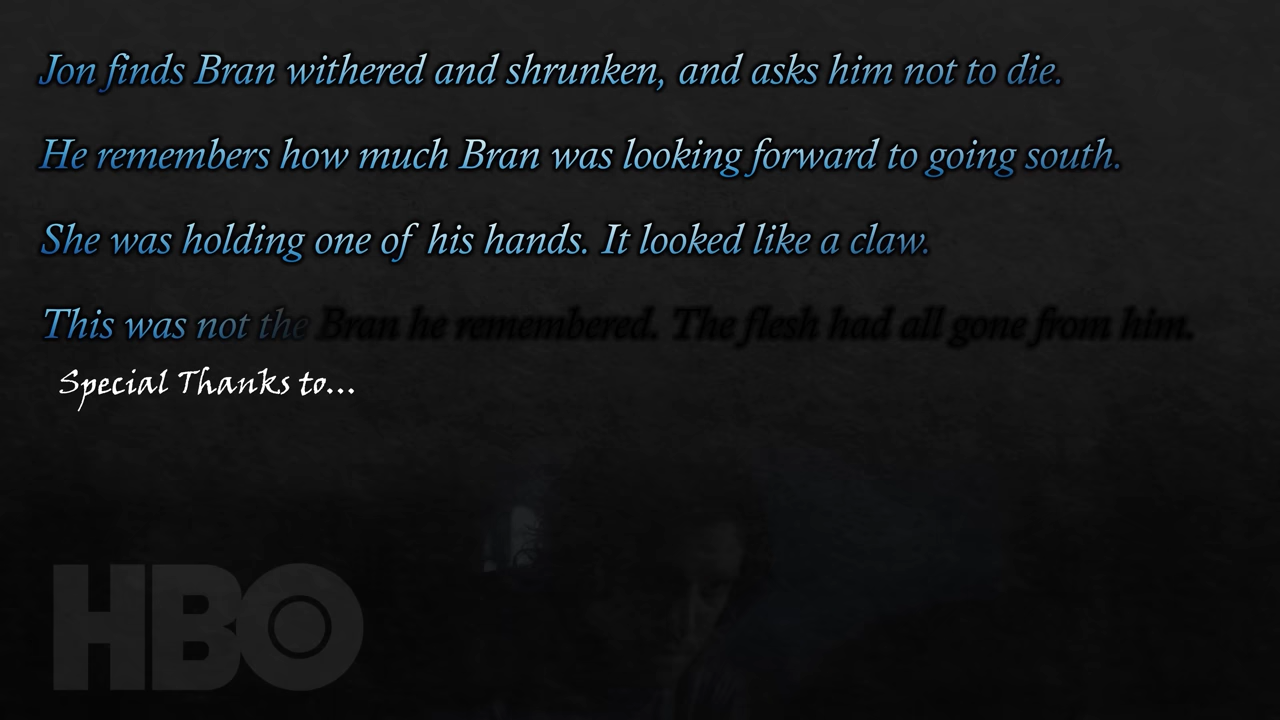 Jon finds Bran withered and shrunken, and asks him not to die.
He remembers how much Bran was looking forward to going south.
She was holding one of his hands. It looked like a claw.
This was not the Bran he remembered. The flesh had all gone from him.
Special Thanks to...
HBO